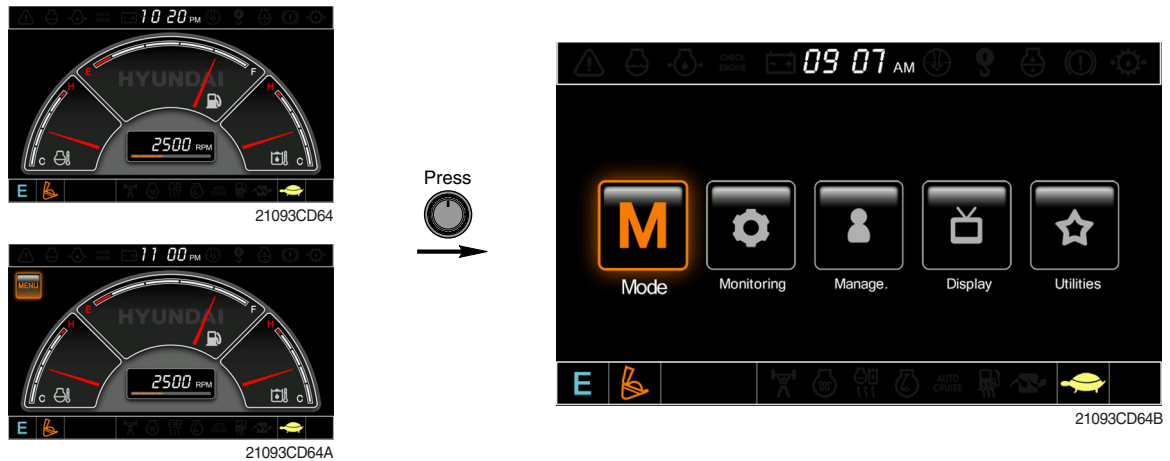 10 20 PM
E
F
HYUNDAI
H
H
2500 RPM
C
C
E
21093CD64
11 00 PM
MENU
E
F
HYUNDAI
H
H
2500 RPM
C
C
E
21093CD64A
Press
CHECK
ENGINE
09 07 AM
M
Mode
Monitoring
Manage.
Display
Utilities
E
AUTO
CRUISE
21093CD64B